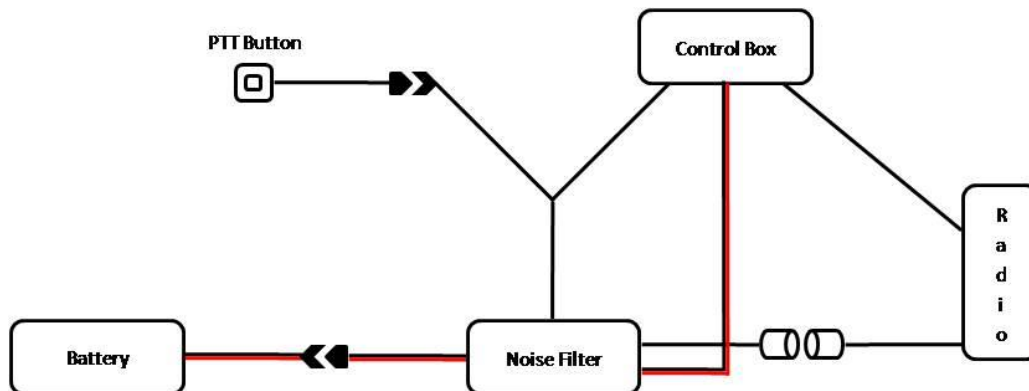 PTT Button
Control Box
R
a
d
i
o
Battery
Noise Filter